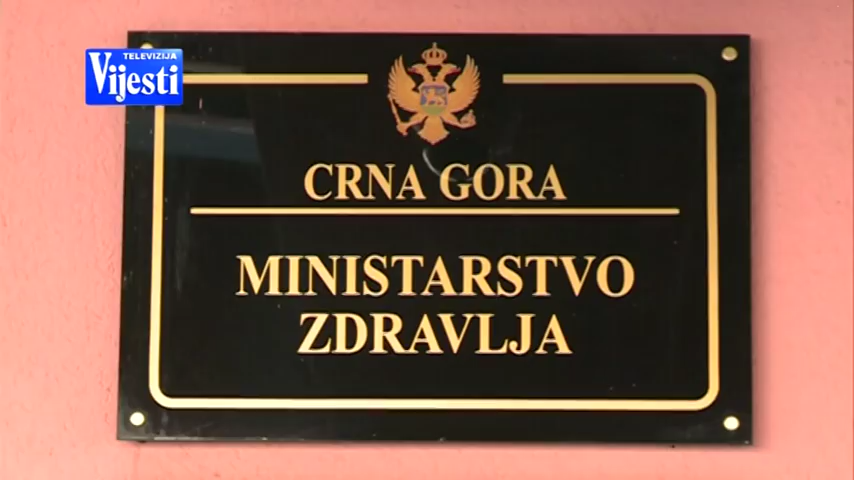 TELEVIZIJA
Vijesti
CRNA GORA
MINISTARSTVO
ZDRAVLJA